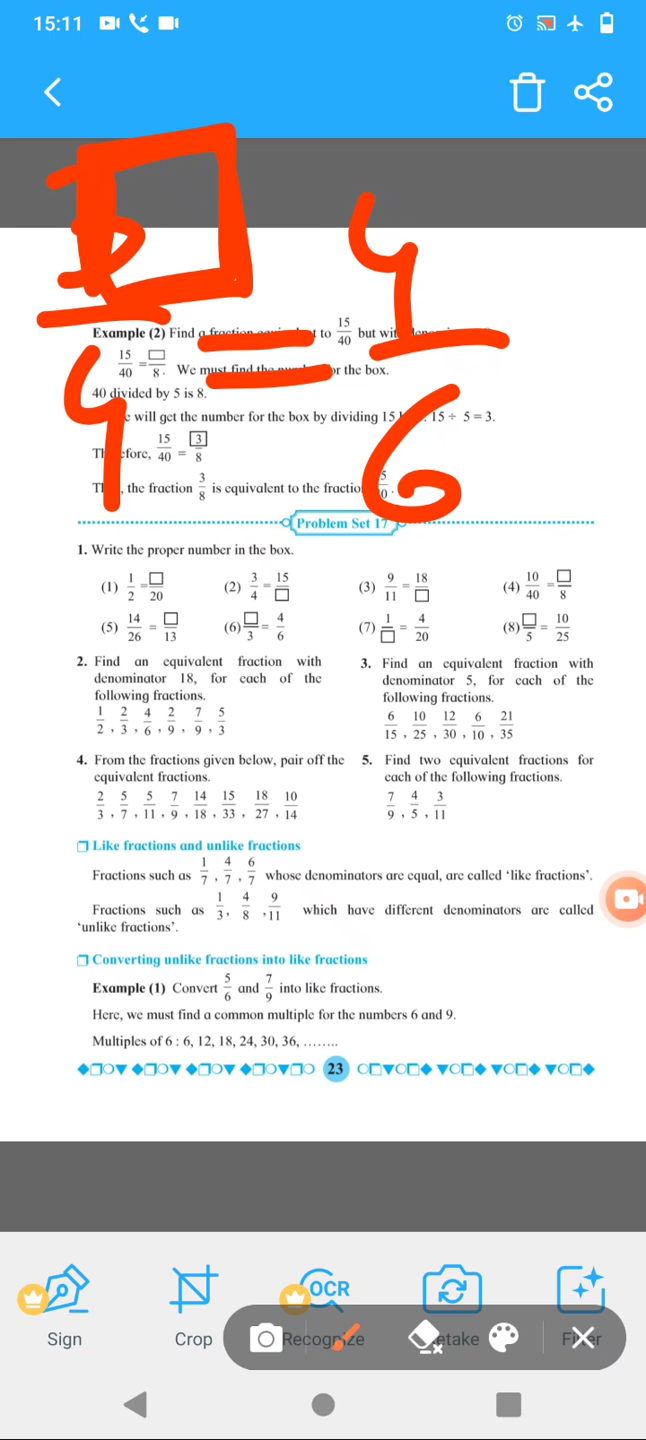 15:11
Example (2) Find a fraction to 15/40 but
15/40 = □/8. We must find the or the box.
40 divided by 5 is 8.
will get the number for the box by dividing 15 15 ÷ 5 = 3.
15/40 = 3/8
, the fraction 3/8 is equivalent to the
3 = 4
9 6
Problem Set 17
1. Write the proper number in the box.
(1) 1/2 = □/20 (2) 3/4 = 15/□ (3) 9/11 = 18/□ (4) 10/40 = □/8
(5) 14/26 = □/13 (6) □/3 = 4/6 (7) 1/□ = 4/20 (8) □/5 = 10/25
2. Find an equivalent fraction with
denominator 18, for each of the
following fractions.
1/2 , 2/3 , 4/6 , 2/9 , 7/9 , 5/3
3. Find an equivalent fraction with
denominator 5, for each of the
following fractions.
6/15 , 10/25 , 12/30 , 6/10 , 21/35
4. From the fractions given below, pair off the
equivalent fractions.
2/3 , 5/7 , 5/11 , 7/9 , 14/18 , 15/33 , 18/27 , 10/14
5. Find two equivalent fractions for
each of the following fractions.
7/9 , 4/5 , 3/11
❒ Like fractions and unlike fractions
Fractions such as 1/7 , 4/7 , 6/7 whose denominators are equal, are called ‘like fractions’.
Fractions such as 1/3, 4/8 , 9/11 which have different denominators are called
‘unlike fractions’.
❒ Converting unlike fractions into like fractions
Example (1) Convert 5/6 and 7/9 into like fractions.
Here, we must find a common multiple for the numbers 6 and 9.
Multiples of 6 : 6, 12, 18, 24, 30, 36, ........
23
OCR
Sign Crop Recognize